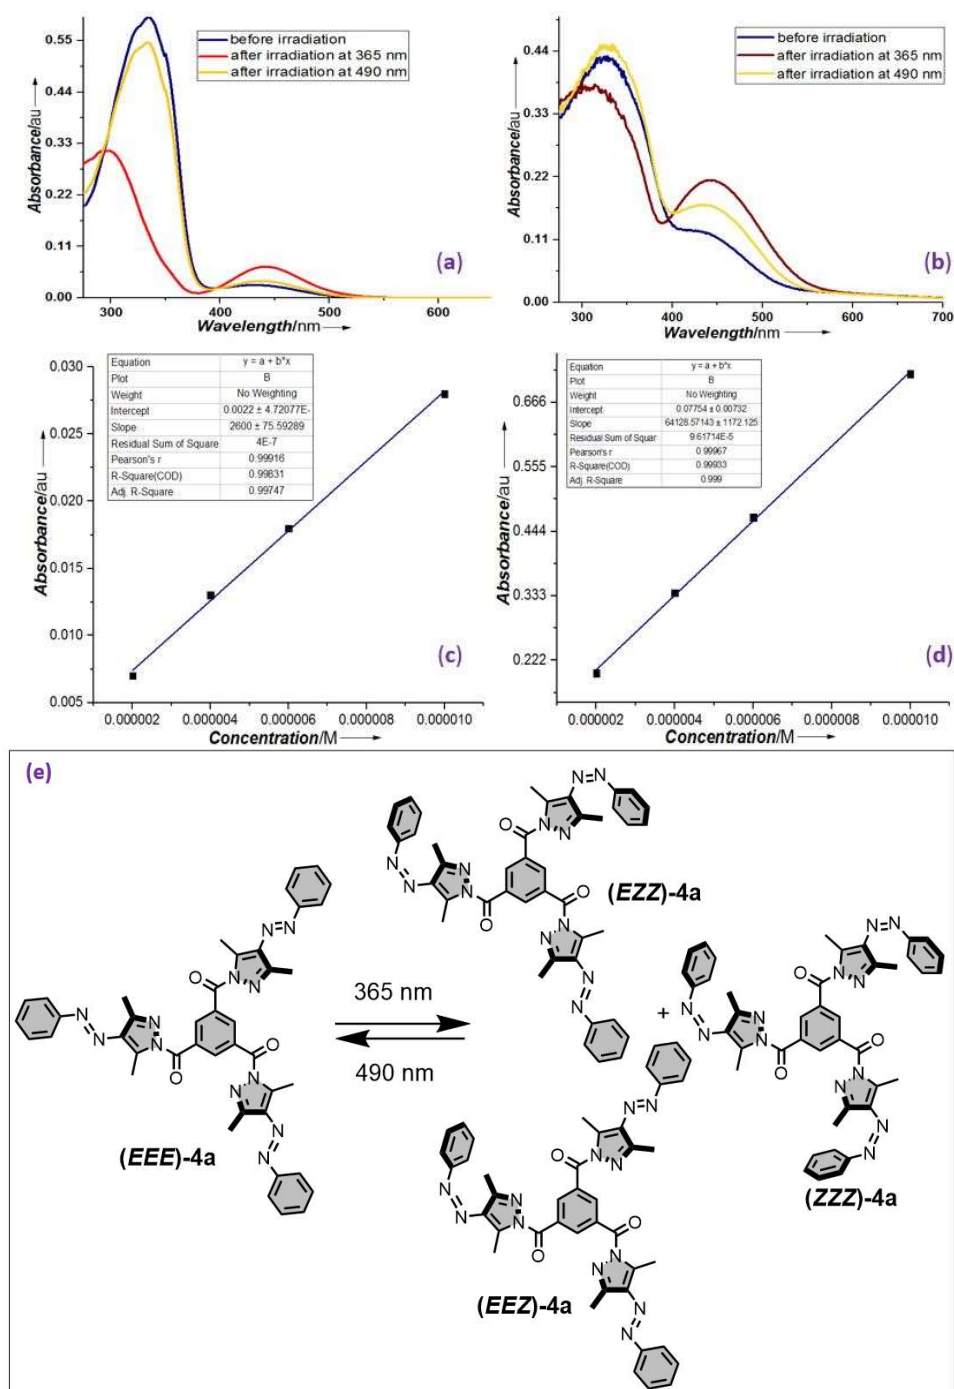 before irradiation
after irradiation at 365 nm
after irradiation at 490 nm
0.55
0.44
0.33
0.22
0.11
0.00
Absorbance/au
300
400
500
600
Wavelength/nm
(a)
before irradiation
after irradiation at 365 nm
after irradiation at 490 nm
0.44
0.33
0.22
0.11
0.00
Absorbance/au
300
400
500
600
700
Wavelength/nm
(b)
Equation y = a + b*x
Plot B
Weight No Weighting
Intercept 0.0022 ± 4.72077E-
Slope 2600 ± 75.59289
Residual Sum of Square 4E-7
Pearson's r 0.99916
R-Square(COD) 0.99831
Adj. R-Square 0.99747
0.030
0.025
0.020
0.015
0.010
0.005
Absorbance/au
0.000002
0.000004
0.000006
0.000008
0.000010
Concentration/M
(c)
Equation y = a + b*x
Plot B
Weight No Weighting
Intercept 0.07754 ± 0.00732
Slope 64128.57143 ± 1172.125
Residual Sum of Squar 9.61714E-5
Pearson's r 0.99967
R-Square(COD) 0.99933
Adj. R-Square 0.999
0.666
0.555
0.444
0.333
0.222
Absorbance/au
0.000002
0.000004
0.000006
0.000008
0.000010
Concentration/M
(d)
(e)
(EEE)-4a
365 nm
490 nm
(EZZ)-4a
+
(ZZZ)-4a
(EEZ)-4a